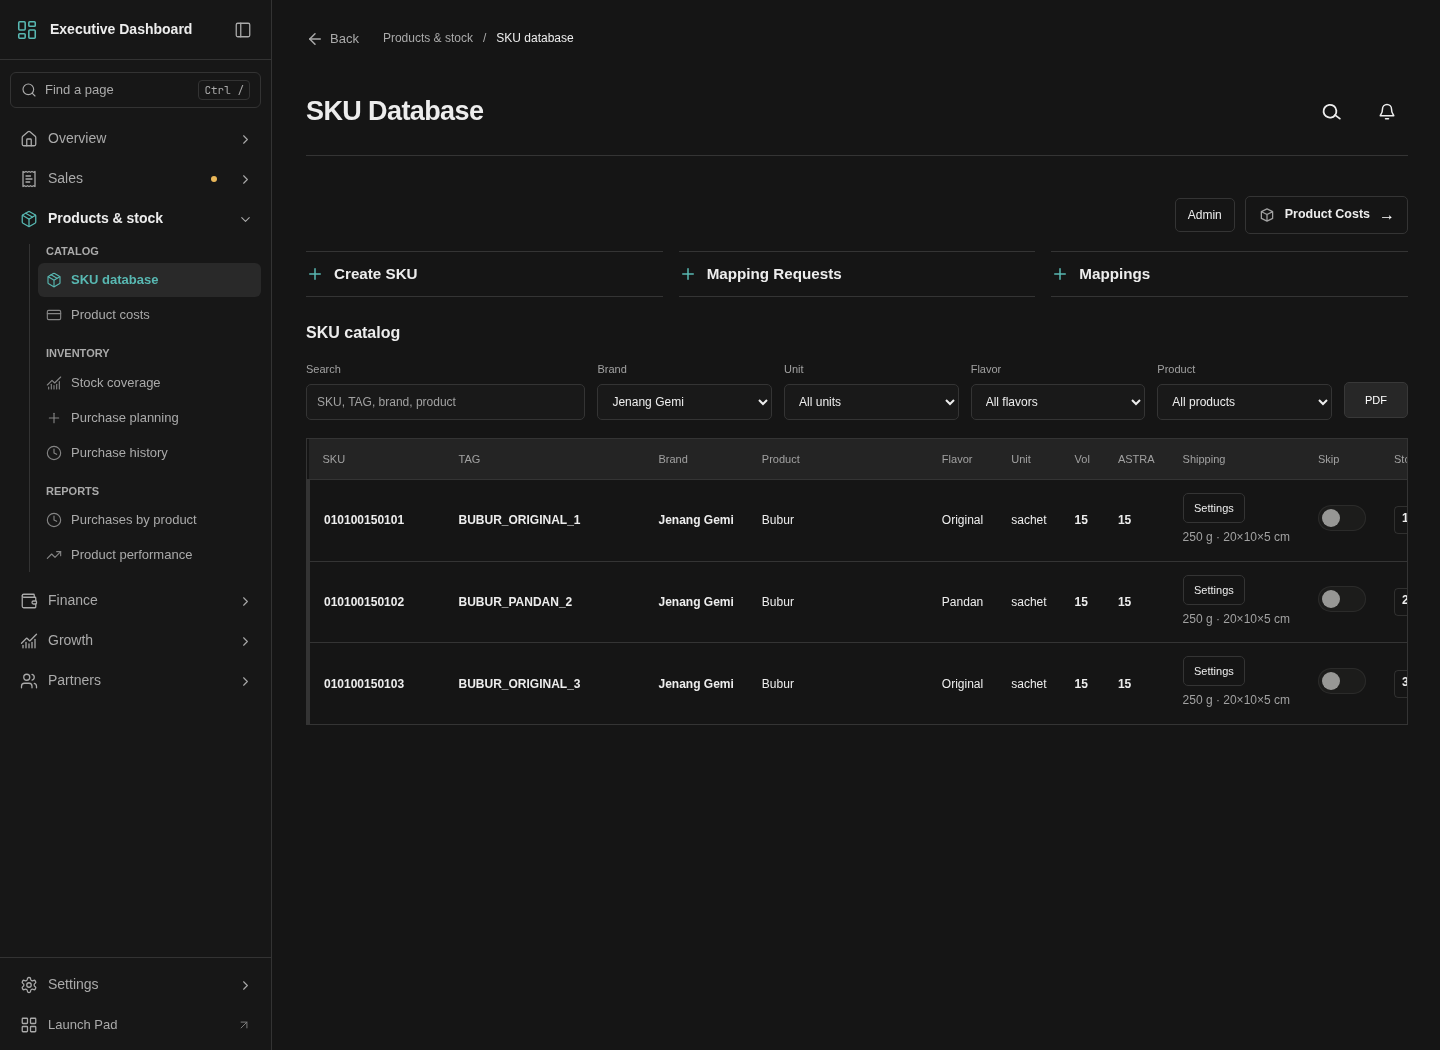 Executive Dashboard
Find a page
Ctrl /
Overview
Sales
Products & stock
CATALOG
SKU database
Product costs
INVENTORY
Stock coverage
Purchase planning
Purchase history
REPORTS
Purchases by product
Product performance
Finance
Growth
Partners
Settings
Launch Pad
Back Products & stock / SKU database
SKU Database
Admin Product Costs →
Create SKU Mapping Requests Mappings
SKU catalog
Search Brand Unit Flavor Product
SKU, TAG, brand, product Jenang Gemi All units All flavors All products PDF
SKU TAG Brand Product Flavor Unit Vol ASTRA Shipping Skip
010100150101 BUBUR_ORIGINAL_1 Jenang Gemi Bubur Original sachet 15 15 Settings
250 g · 20×10×5 cm
010100150102 BUBUR_PANDAN_2 Jenang Gemi Bubur Pandan sachet 15 15 Settings
250 g · 20×10×5 cm
010100150103 BUBUR_ORIGINAL_3 Jenang Gemi Bubur Original sachet 15 15 Settings
250 g · 20×10×5 cm